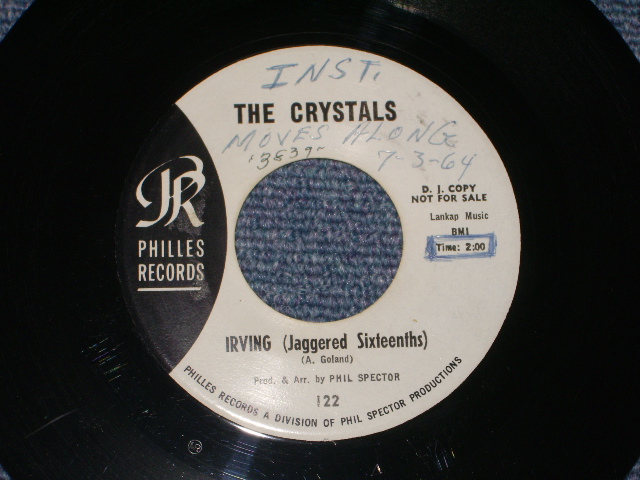 INST.
THE CRYSTALS
MOVES ALONG
3839
7-3-64
D. J. COPY
NOT FOR SALE
Lankap Music
BMI
Time: 2:00
PR
PHILLES
RECORDS
IRVING (Jaggered Sixteenths)
(A. Goland)
Prod. & Arr. by PHIL SPECTOR
122
PHILLES RECORDS A DIVISION OF PHIL SPECTOR PRODUCTIONS